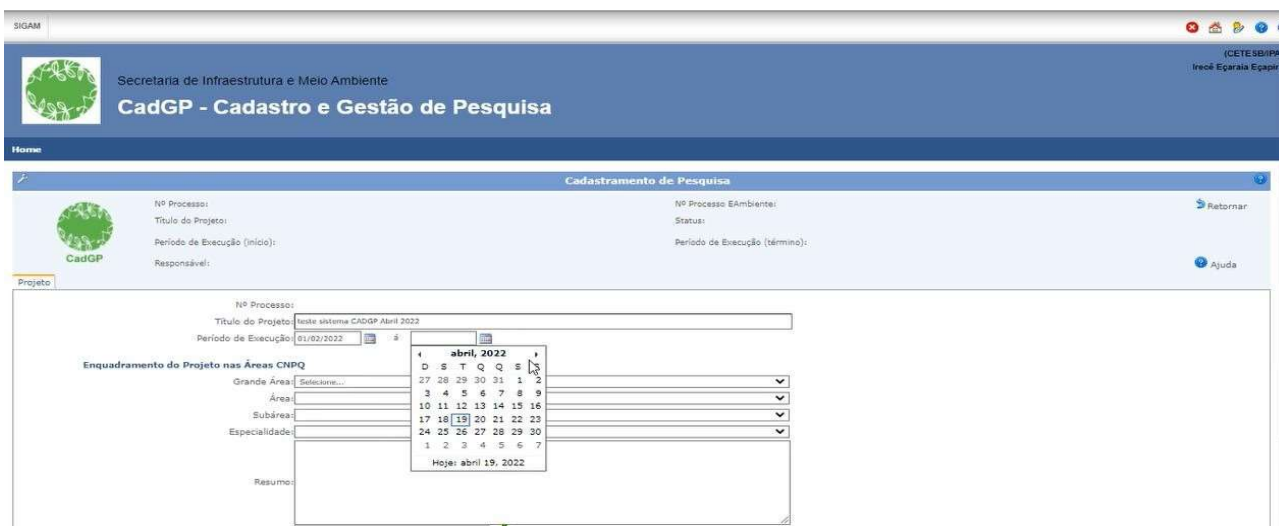 SIGAM
(CETESB/IPA
Irecê Egaraia Egapir
Secretaria de Infraestrutura e Meio Ambiente
CadGP - Cadastro e Gestão de Pesquisa
Home
Cadastramento de Pesquisa
Nº Processo: Nº Processo EAmbiente: Retornar
Título do Projeto: Status:
Período de Execução (início): Período de Execução (término):
CadGP
Responsável: Ajuda
Projeto
Nº Processo:
Título do Projeto: teste sistema CADGP Abril 2022
Período de Execução: 01/02/2022 à
abril, 2022
Enquadramento do Projeto nas Áreas CNPQ
D S T Q Q S S
Grande Área: Selecione...
27 28 29 30 31 1 2
3 4 5 6 7 8 9
Área:
10 11 12 13 14 15 16
Subárea:
17 18 19 20 21 22 23
Especialidade:
24 25 26 27 28 29 30
1 2 3 4 5 6 7
Hoje: abril 19, 2022
Resumo: